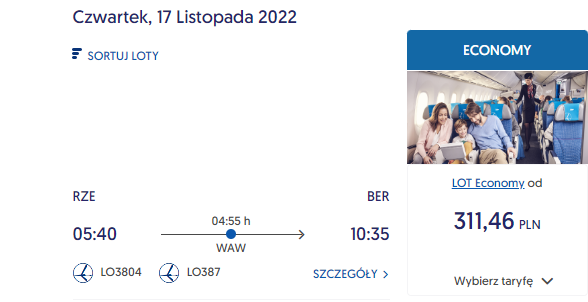 Czwartek, 17 Listopada 2022
SORTUJ LOTY
ECONOMY
LOT Economy od
311,46 PLN
Wybierz taryfę
RZE BER
04:55 h
05:40 10:35
WAW
LO3804 LO387 SZCZEGÓŁY